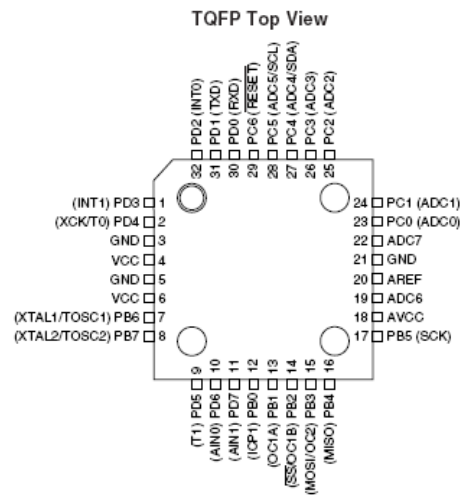 TQFP Top View
PD2 (INT0)
PD1 (TXD)
PD0 (RXD)
PC6 (RESET)
PC5 (ADC5/SCL)
PC4 (ADC4/SDA)
PC3 (ADC3)
PC2 (ADC2)
32
31
30
29
28
27
26
25
(INT1) PD3 1
(XCK/T0) PD4 2
GND 3
VCC 4
GND 5
VCC 6
(XTAL1/TOSC1) PB6 7
(XTAL2/TOSC2) PB7 8
24 PC1 (ADC1)
23 PC0 (ADC0)
22 ADC7
21 GND
20 AREF
19 ADC6
18 AVCC
17 PB5 (SCK)
9
10
11
12
13
14
15
16
(T1) PD5
(AIN0) PD6
(AIN1) PD7
(ICP1) PB0
(OC1A) PB1
(SS/OC1B) PB2
(MOSI/OC2) PB3
(MISO) PB4